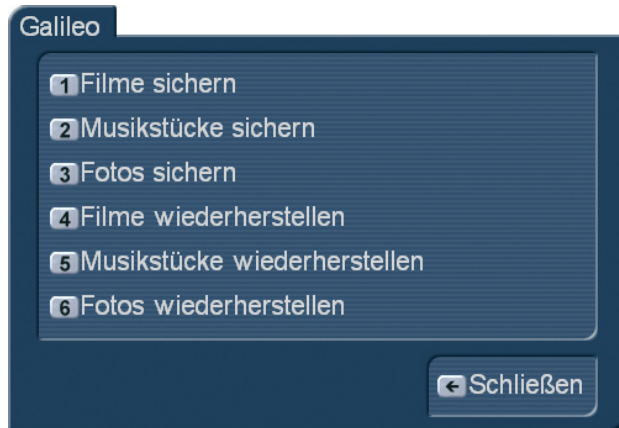 Galileo
1 Filme sichern
2 Musikstücke sichern
3 Fotos sichern
4 Filme wiederherstellen
5 Musikstücke wiederherstellen
6 Fotos wiederherstellen
Schließen